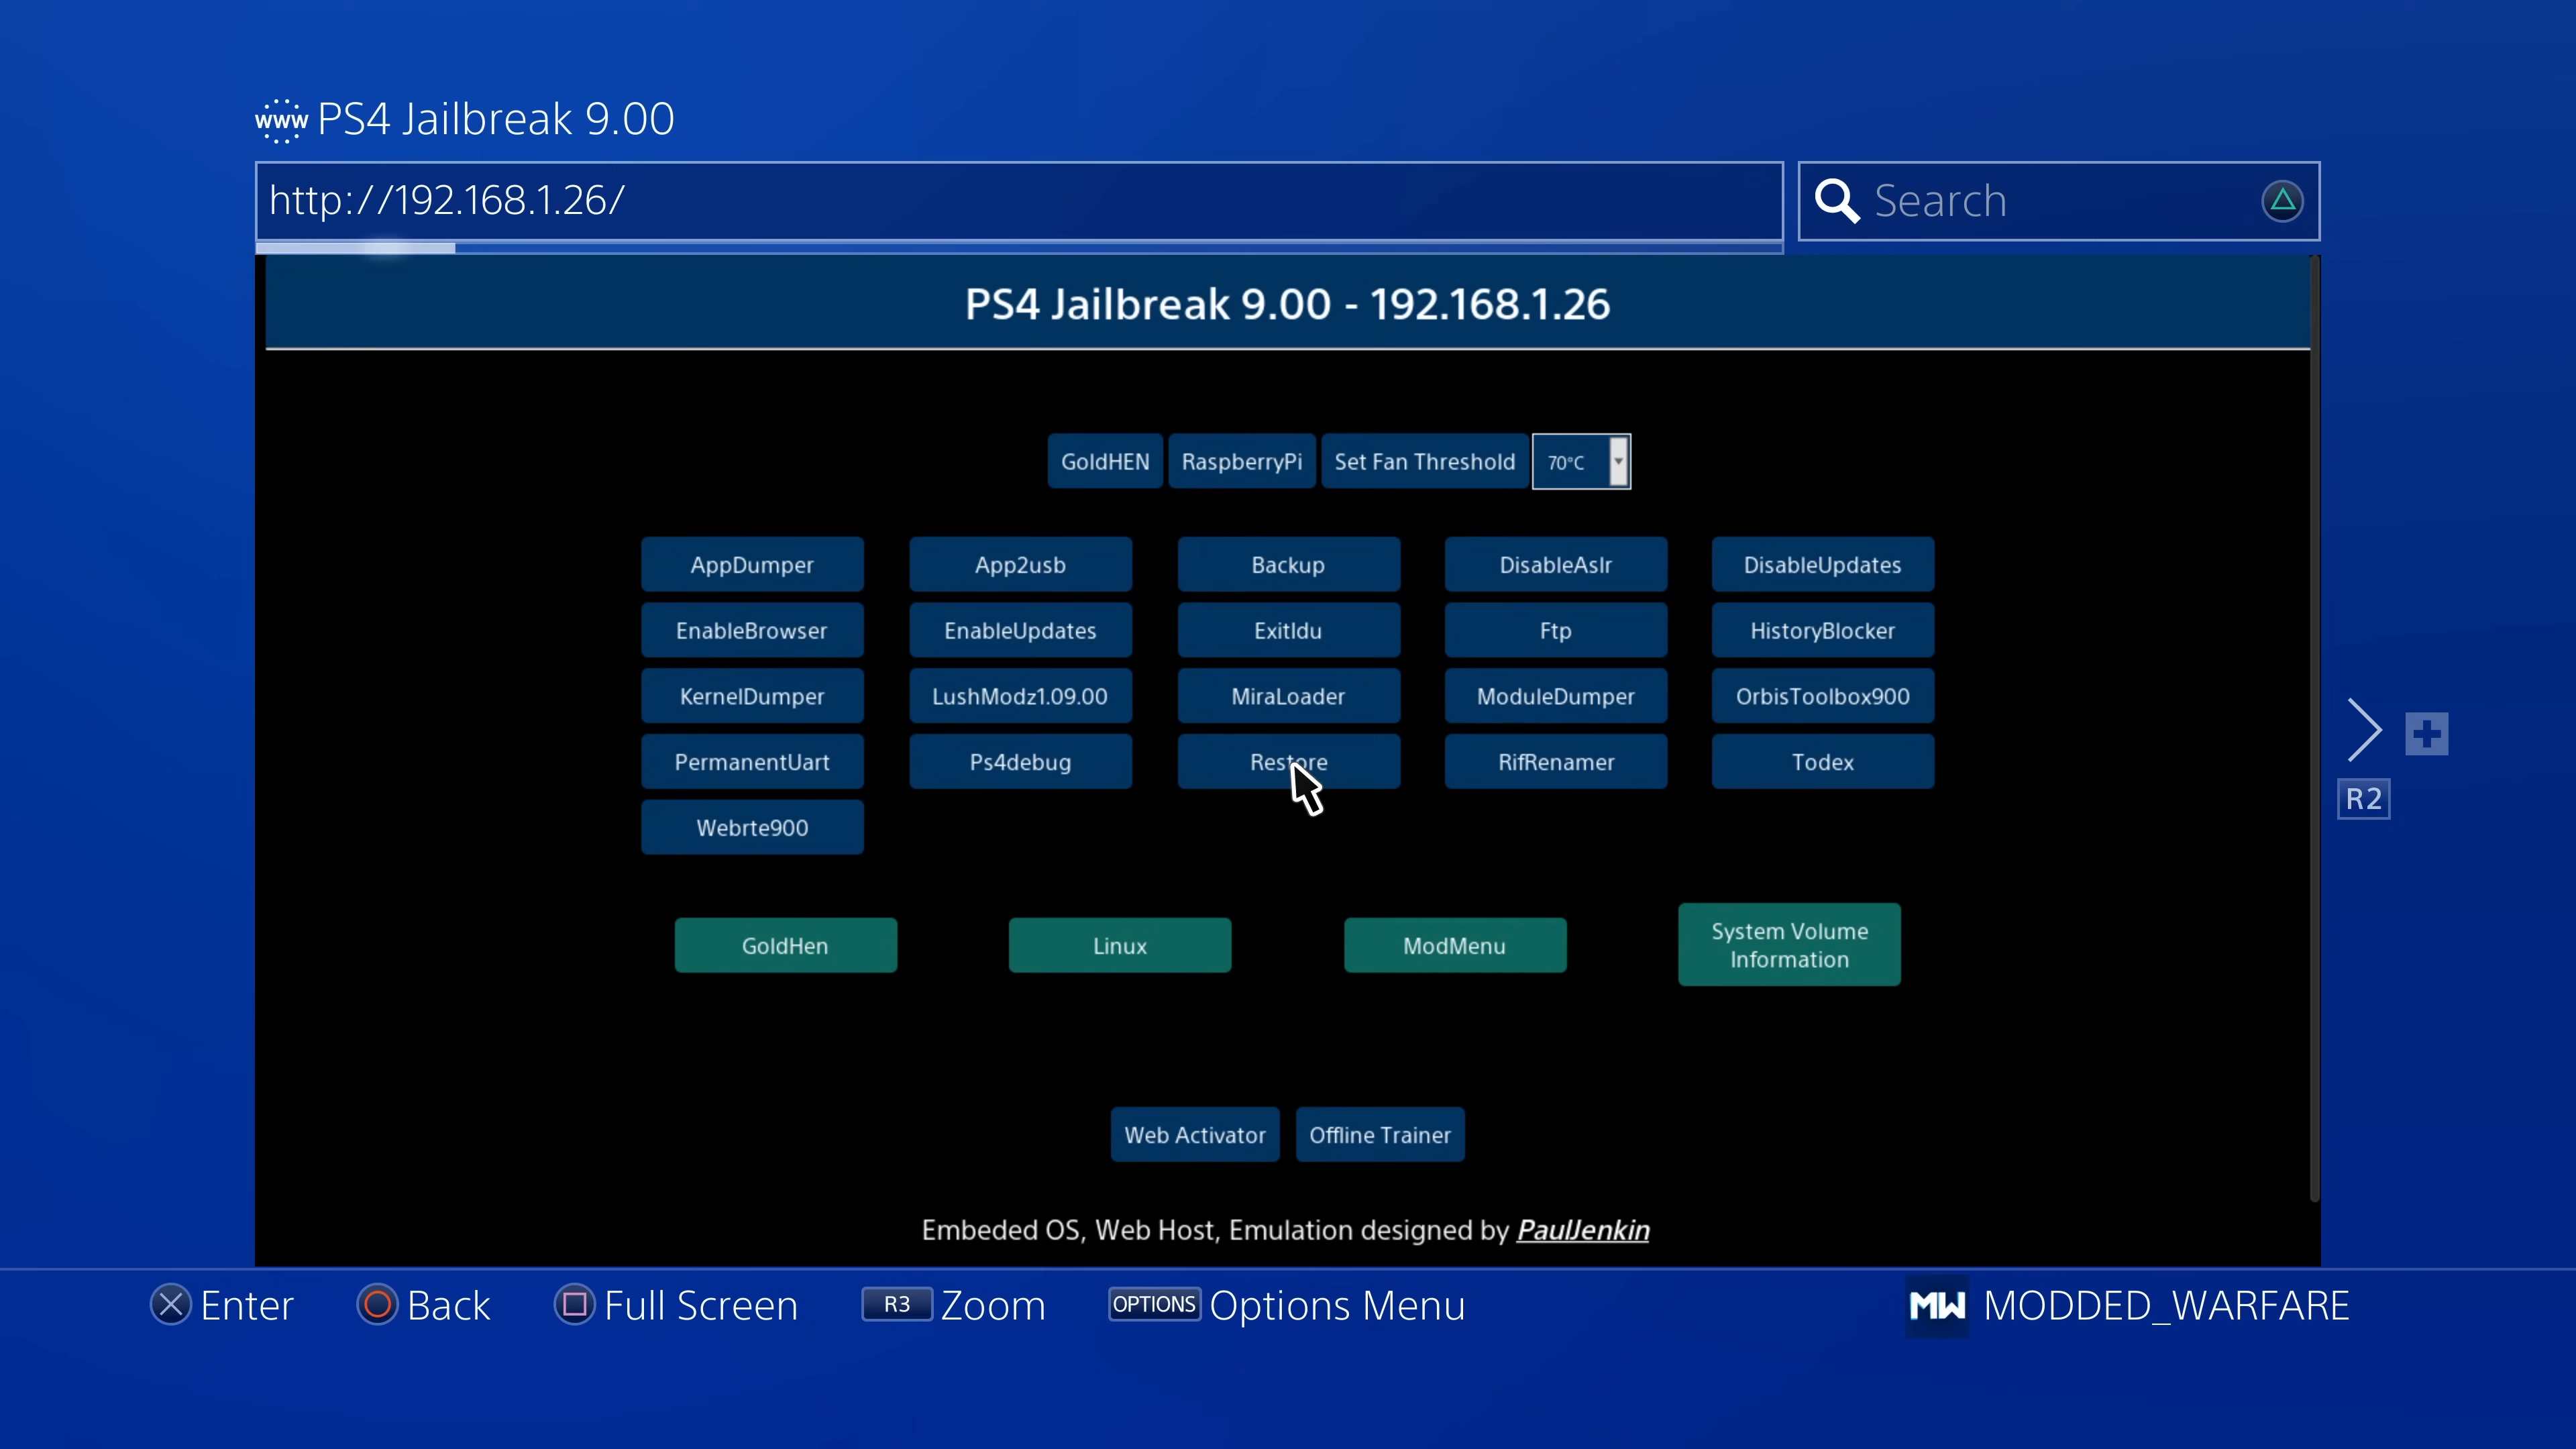 www PS4 Jailbreak 9.00
http://192.168.1.26/ Search
PS4 Jailbreak 9.00 - 192.168.1.26
GoldHEN RaspberryPi Set Fan Threshold 70°C
AppDumper App2usb Backup DisableAslr DisableUpdates
EnableBrowser EnableUpdates ExitIdu Ftp HistoryBlocker
KernelDumper LushModz1.09.00 MiraLoader ModuleDumper OrbisToolbox900
PermanentUart Ps4debug Restore RifRenamer Todex
R2
Webrte900
GoldHen Linux ModMenu System Volume
Information
Web Activator Offline Trainer
Embeded OS, Web Host, Emulation designed by PaulJenkin
Enter Back Full Screen R3 Zoom OPTIONS Options Menu MW MODDED_WARFARE